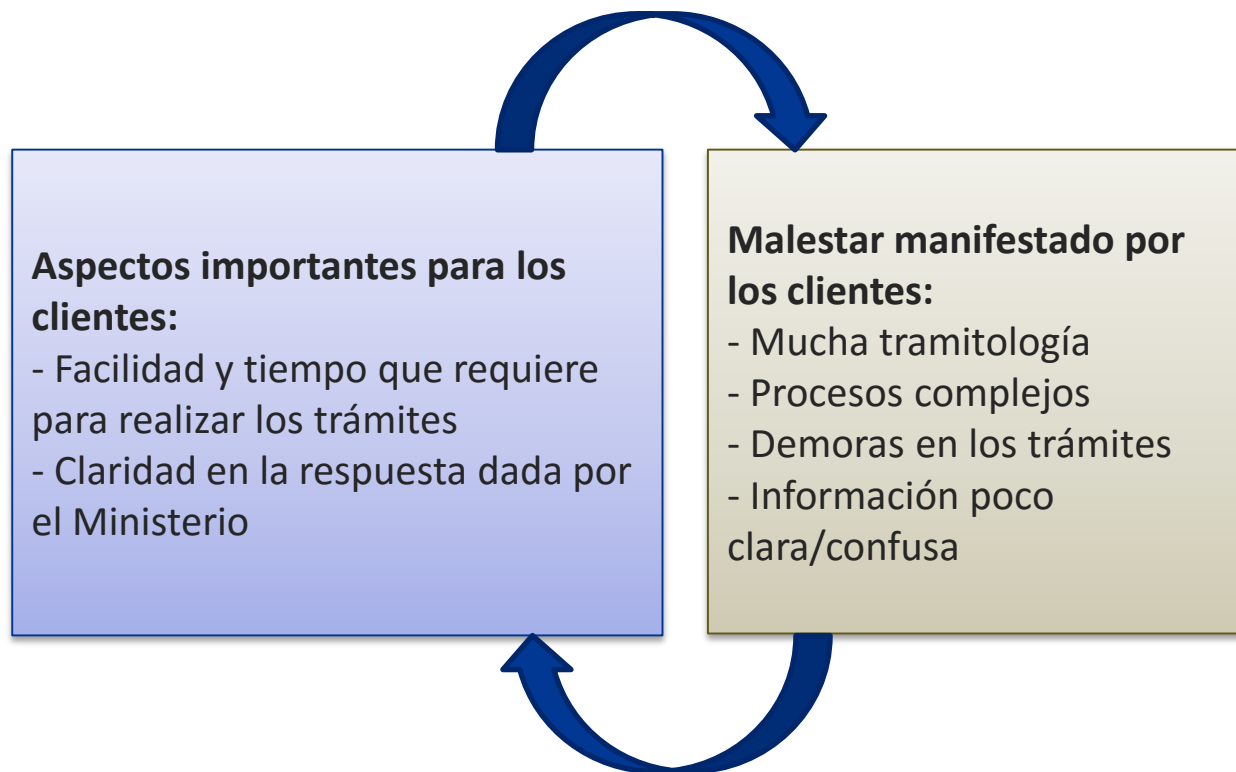 Aspectos importantes para los
clientes:
- Facilidad y tiempo que requiere
para realizar los trámites
- Claridad en la respuesta dada por
el Ministerio
Malestar manifestado por
los clientes:
- Mucha tramitología
- Procesos complejos
- Demoras en los trámites
- Información poco
clara/confusa